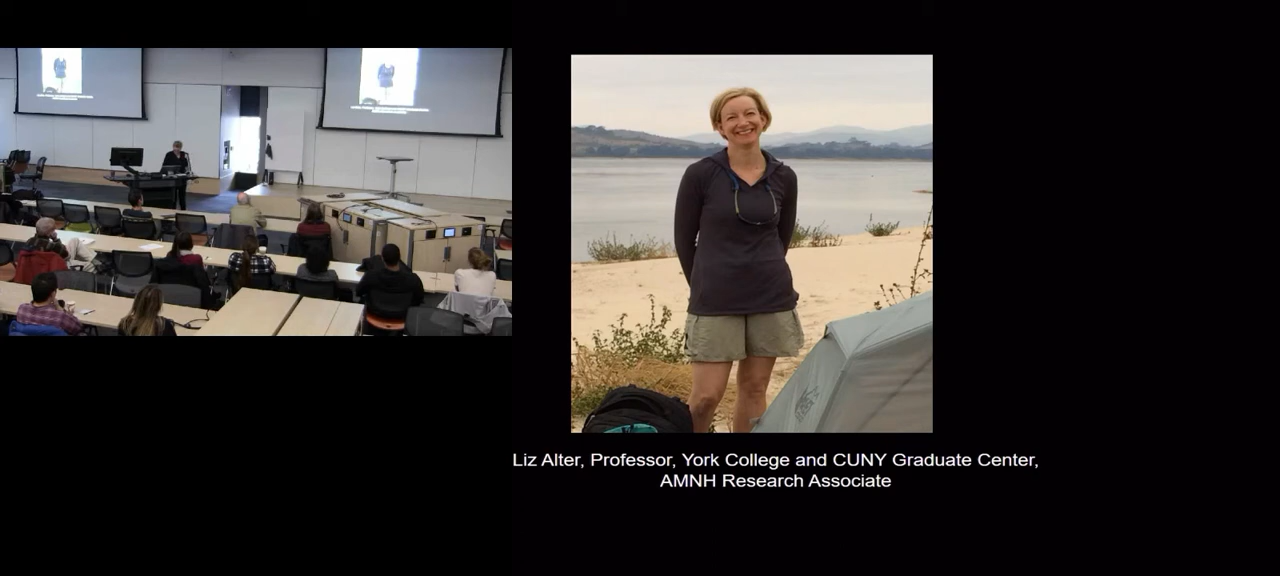 Liz Alter, Professor, York College and CUNY Graduate Center,
AMNH Research Associate